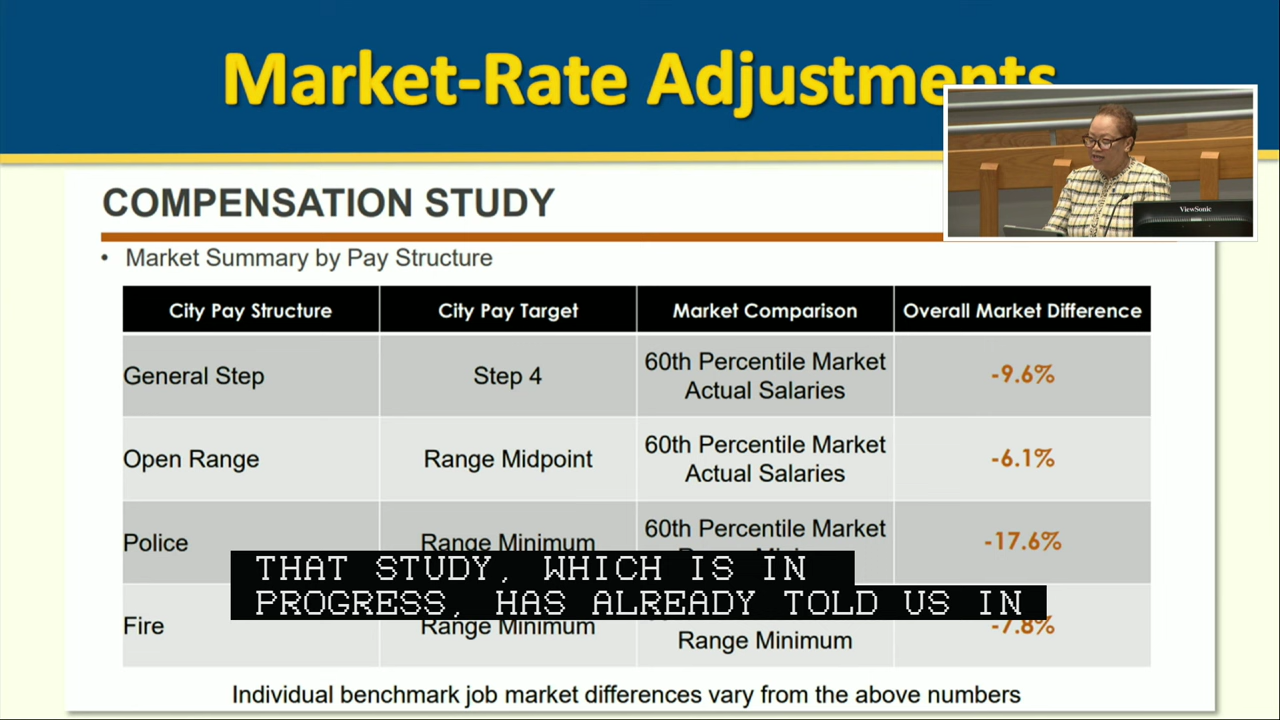 Market-Rate Adjustments
ViewSonic
COMPENSATION STUDY
• Market Summary by Pay Structure
City Pay Structure City Pay Target Market Comparison Overall Market Difference
General Step Step 4 60th Percentile Market Actual Salaries -9.6%
Open Range Range Midpoint 60th Percentile Market Actual Salaries -6.1%
Police Range Minimum 60th Percentile Market -17.6%
THAT STUDY, WHICH IS IN
PROGRESS, HAS ALREADY TOLD US IN
Fire Range Minimum Range Minimum -7.8%
Individual benchmark job market differences vary from the above numbers